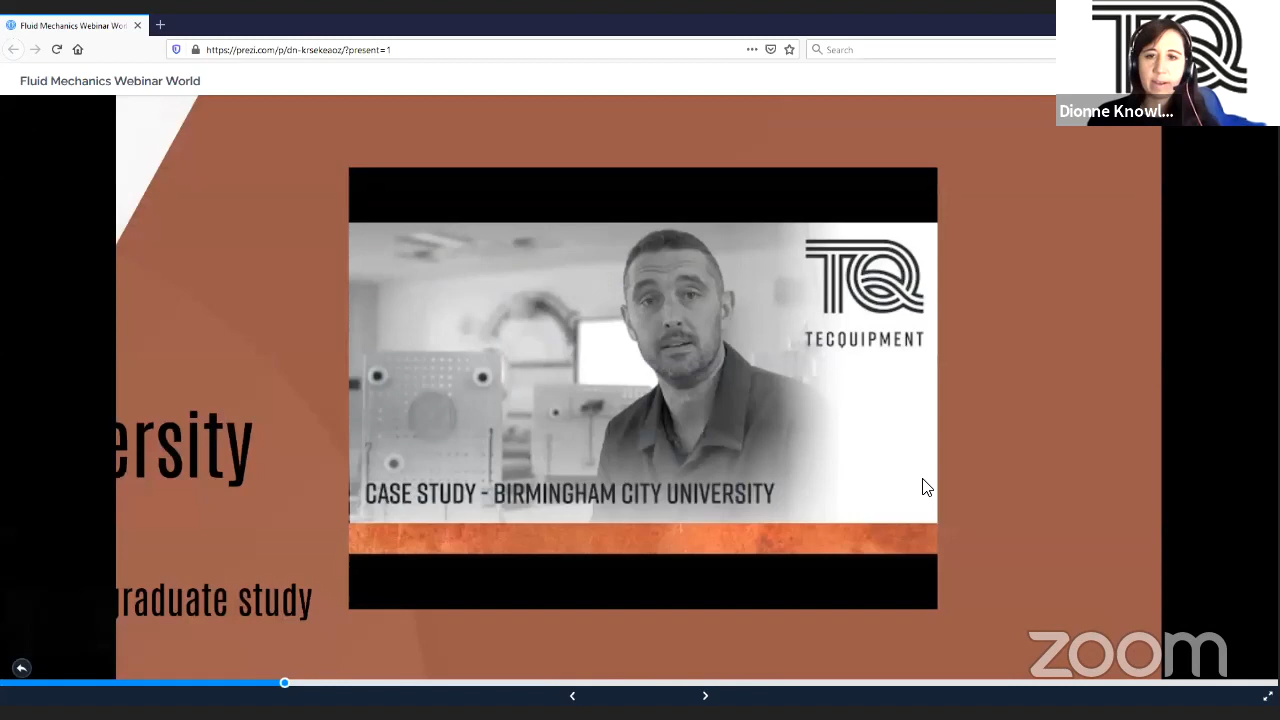 Fluid Mechanics Webinar Wor
https://prezi.com/p/dn-krsekeaoz/?present=1
Search
Fluid Mechanics Webinar World
Dionne Knowl...
TQ
TECQUIPMENT
ersity
CASE STUDY - BIRMINGHAM CITY UNIVERSITY
graduate study
zoom